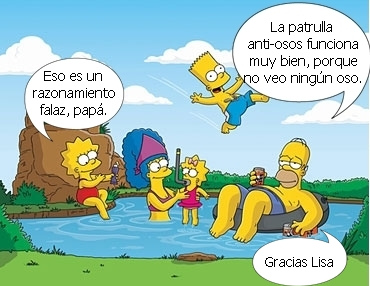 La patrulla
anti-osos funciona
muy bien, porque
no veo ningún oso.
Eso es un
razonamiento
falaz, papá.
Gracias Lisa